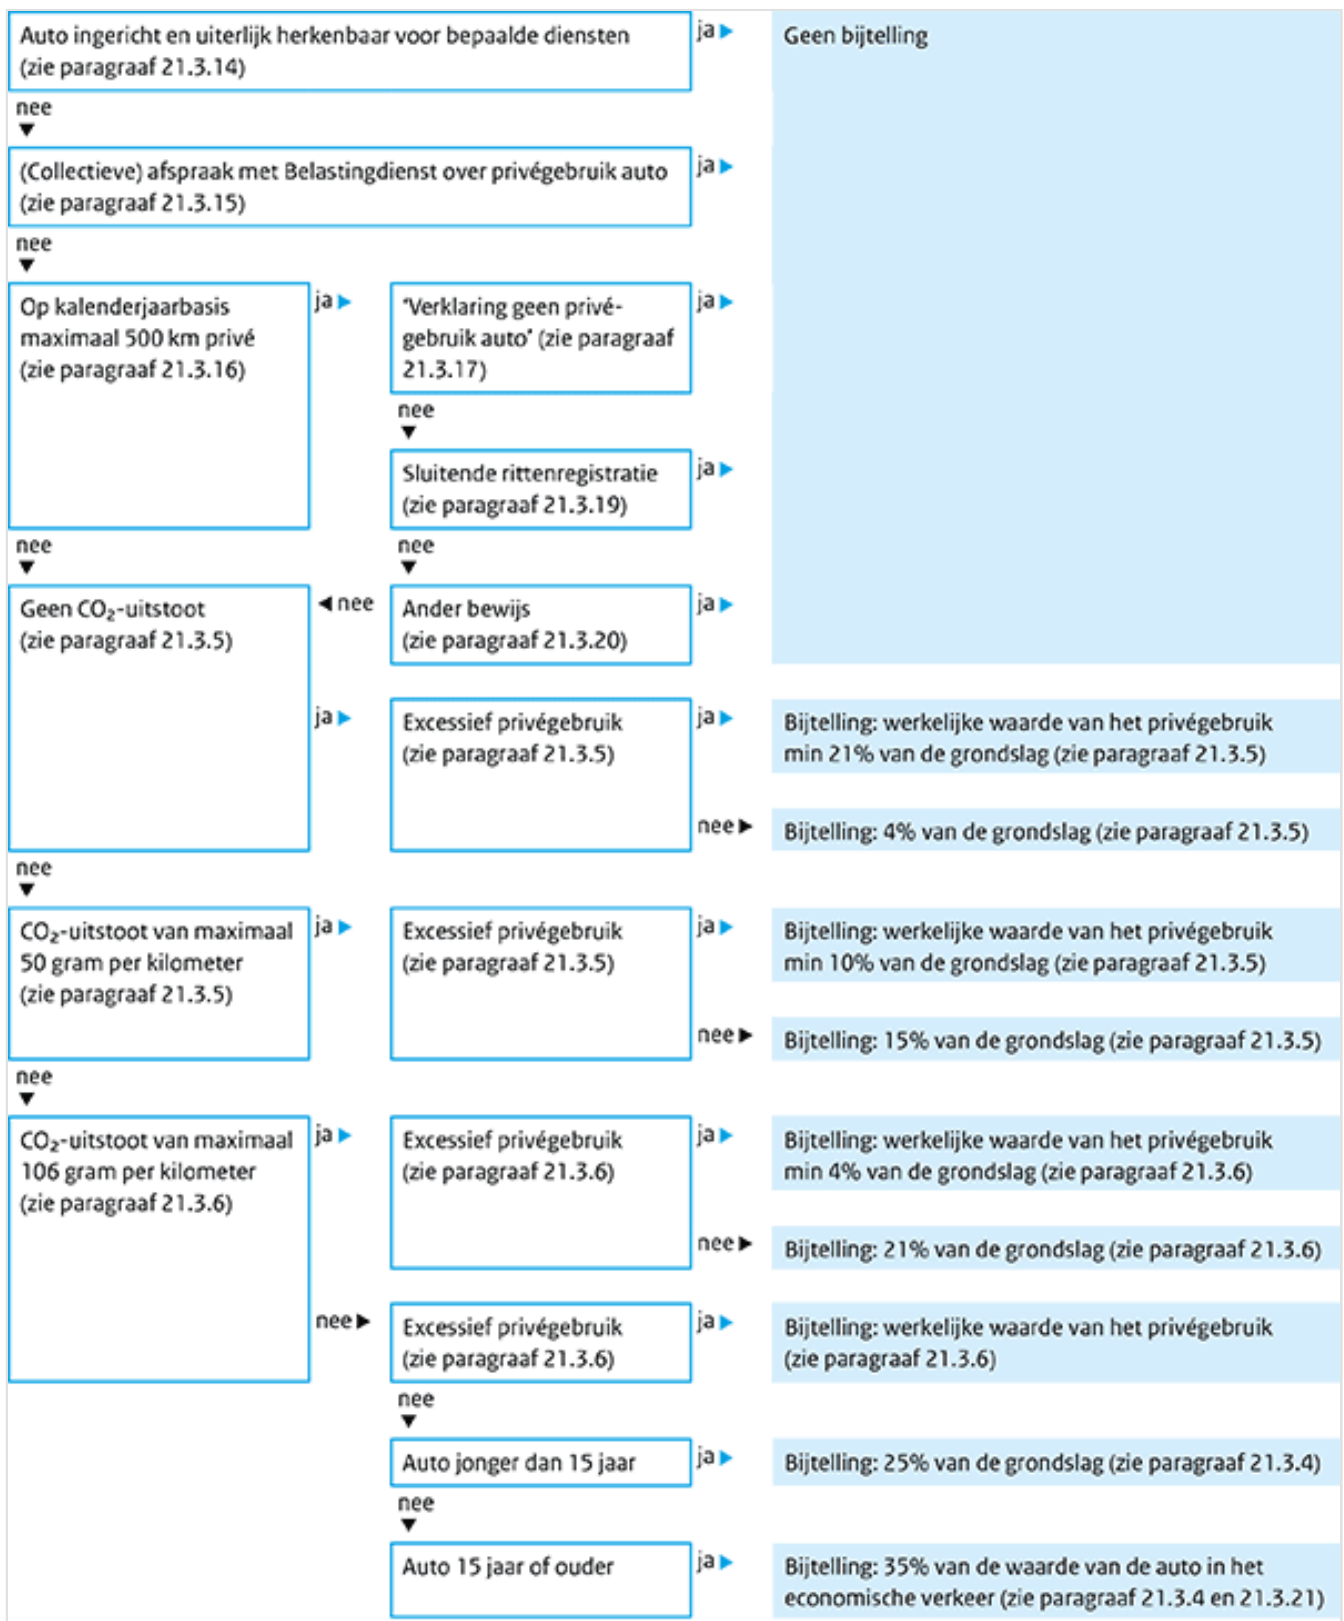 Auto ingericht en uiterlijk herkenbaar voor bepaalde diensten
(zie paragraaf 21.3.14)
ja
Geen bijtelling
nee
(Collectieve) afspraak met Belastingdienst over privégebruik auto
(zie paragraaf 21.3.15)
ja
nee
Op kalenderjaarbasis
maximaal 500 km privé
(zie paragraaf 21.3.16)
ja
'Verklaring geen privé-
gebruik auto' (zie paragraaf
21.3.17)
ja
nee
Sluitende rittenregistratie
(zie paragraaf 21.3.19)
ja
nee
nee
Geen CO₂-uitstoot
(zie paragraaf 21.3.5)
nee
Ander bewijs
(zie paragraaf 21.3.20)
ja
ja
Excessief privégebruik
(zie paragraaf 21.3.5)
ja
Bijtelling: werkelijke waarde van het privégebruik
min 21% van de grondslag (zie paragraaf 21.3.5)
nee
Bijtelling: 4% van de grondslag (zie paragraaf 21.3.5)
nee
CO₂-uitstoot van maximaal
50 gram per kilometer
(zie paragraaf 21.3.5)
ja
Excessief privégebruik
(zie paragraaf 21.3.5)
ja
Bijtelling: werkelijke waarde van het privégebruik
min 10% van de grondslag (zie paragraaf 21.3.5)
nee
Bijtelling: 15% van de grondslag (zie paragraaf 21.3.5)
nee
CO₂-uitstoot van maximaal
106 gram per kilometer
(zie paragraaf 21.3.6)
ja
Excessief privégebruik
(zie paragraaf 21.3.6)
ja
Bijtelling: werkelijke waarde van het privégebruik
min 4% van de grondslag (zie paragraaf 21.3.6)
nee
Bijtelling: 21% van de grondslag (zie paragraaf 21.3.6)
nee
Excessief privégebruik
(zie paragraaf 21.3.6)
ja
Bijtelling: werkelijke waarde van het privégebruik
(zie paragraaf 21.3.6)
nee
Auto jonger dan 15 jaar
ja
Bijtelling: 25% van de grondslag (zie paragraaf 21.3.4)
nee
Auto 15 jaar of ouder
ja
Bijtelling: 35% van de waarde van de auto in het
economische verkeer (zie paragraaf 21.3.4 en 21.3.21)